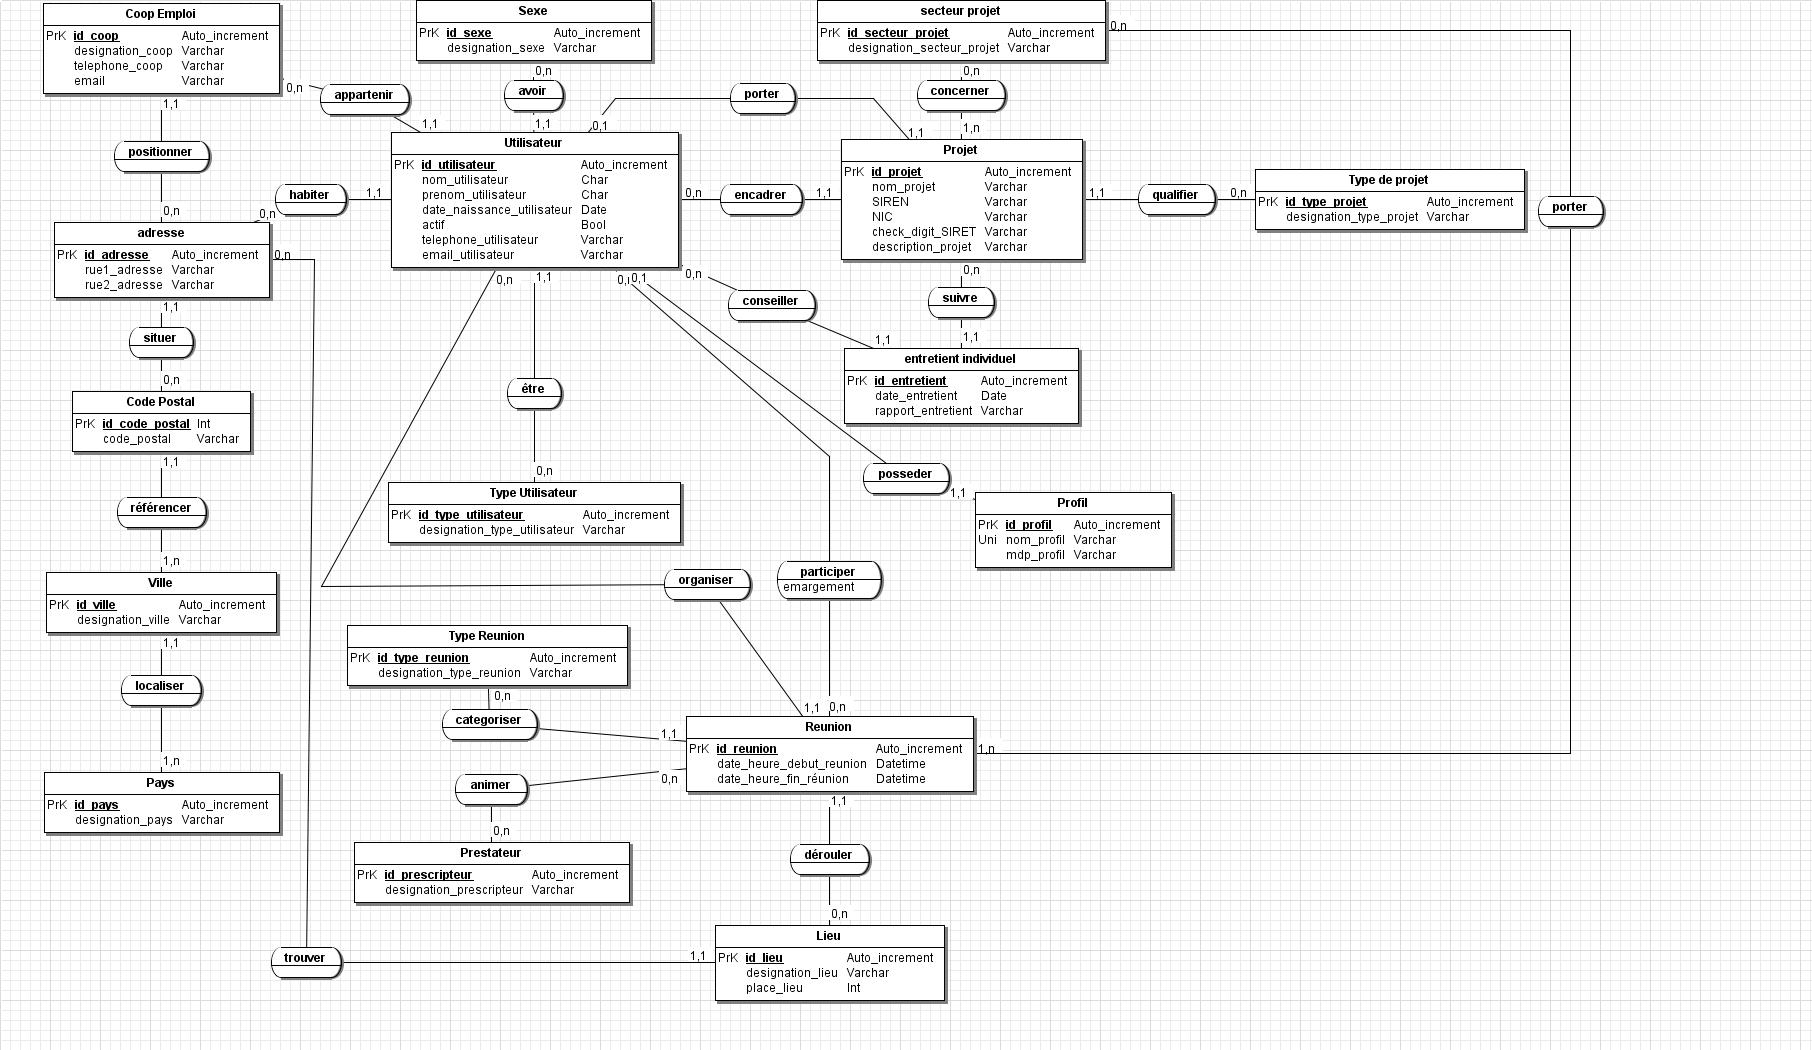 Coop Emploi
PrK id_coop Auto_increment
designation_coop Varchar
telephone_coop Varchar
email Varchar
Sexe
PrK id_sexe Auto_increment
designation_sexe Varchar
secteur projet
PrK id_secteur_projet Auto_increment
designation_secteur_projet Varchar
0,n
0,n
appartenir
1,1
0,n
avoir
1,1
porter
0,1
1,1
0,n
concerner
1,n
1,1
positionner
0,n
Utilisateur
PrK id_utilisateur Auto_increment
nom_utilisateur Char
prenom_utilisateur Char
date_naissance_utilisateur Date
actif Bool
telephone_utilisateur Varchar
email_utilisateur Varchar
Projet
PrK id_projet Auto_increment
nom_projet Varchar
SIREN Varchar
NIC Varchar
check_digit_SIRET Varchar
description_projet Varchar
habiter
1,1
0,n
0,n
encadrer
1,1
1,1
qualifier
0,n
Type de projet
PrK id_type_projet Auto_increment
designation_type_projet Varchar
porter
adresse
PrK id_adresse Auto_increment
rue1_adresse Varchar
rue2_adresse Varchar
0,n
0,n
1,1
0,n
0,1
0,n
conseiller
1,1
0,n
suivre
1,1
1,1
situer
0,n
entretient individuel
PrK id_entretient Auto_increment
date_entretient Date
rapport_entretient Varchar
être
0,n
Code Postal
PrK id_code_postal Int
code_postal Varchar
1,1
référencer
1,n
posseder
1,1
Type Utilisateur
PrK id_type_utilisateur Auto_increment
designation_type_utilisateur Varchar
Profil
PrK id_profil Auto_increment
Uni nom_profil Varchar
mdp_profil Varchar
organiser
participer
emargement
Ville
PrK id_ville Auto_increment
designation_ville Varchar
1,1
localiser
1,n
Type Reunion
PrK id_type_reunion Auto_increment
designation_type_reunion Varchar
0,n
categoriser
1,1
1,1
0,n
Reunion
PrK id_reunion Auto_increment
date_heure_debut_reunion Datetime
date_heure_fin_réunion Datetime
1,n
Pays
PrK id_pays Auto_increment
designation_pays Varchar
animer
0,n
0,n
1,1
dérouler
0,n
Prestateur
PrK id_prescripteur Auto_increment
designation_prescripteur Varchar
trouver
1,1
Lieu
PrK id_lieu Auto_increment
designation_lieu Varchar
place_lieu Int